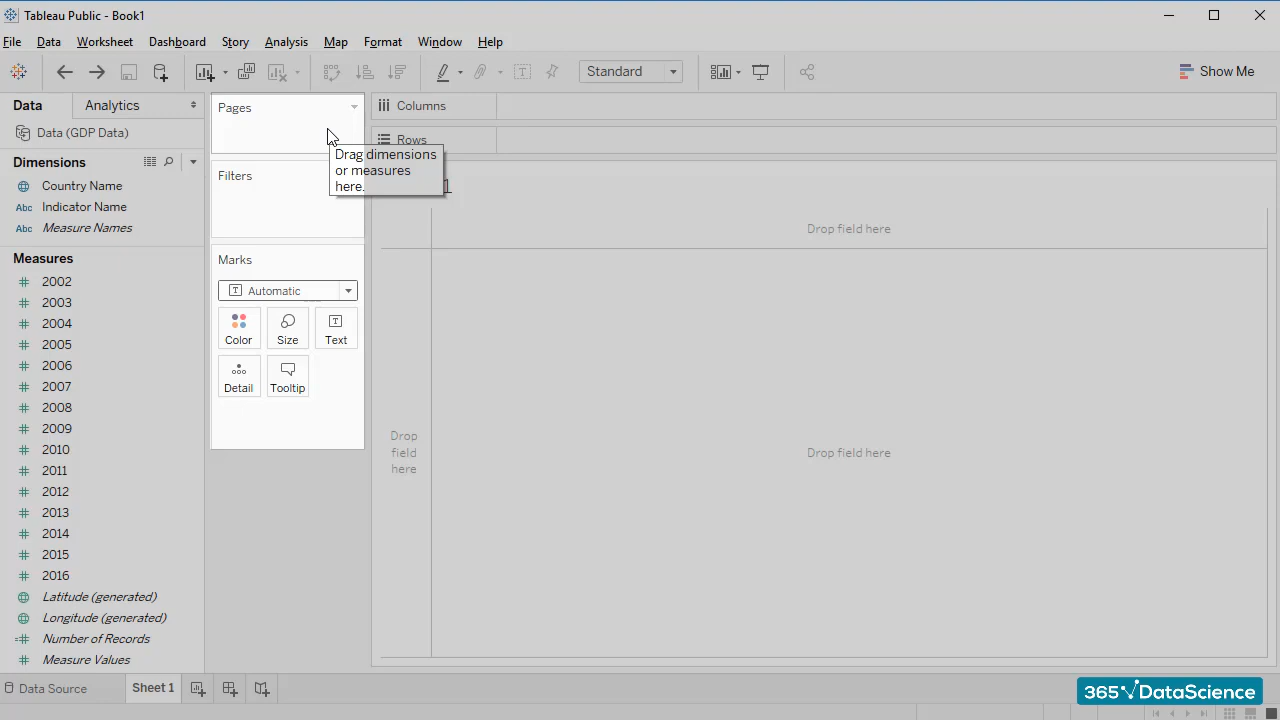 Tableau Public - Book1
File Data Worksheet Dashboard Story Analysis Map Format Window Help
Standard
Show Me
Data Analytics
Data (GDP Data)
Dimensions
Abc Country Name
Abc Indicator Name
Abc Measure Names
Measures
2002
2003
2004
2005
2006
2007
2008
2009
2010
2011
2012
2013
2014
2015
2016
Latitude (generated)
Longitude (generated)
Number of Records
Measure Values
Pages
Drag dimensions
or measures
here.
Filters
Marks
Automatic
Color Size Text
Detail Tooltip
Columns
Rows
1
Drop field here
Drop
field
here
Drop field here
Data Source Sheet 1
365 DataScience